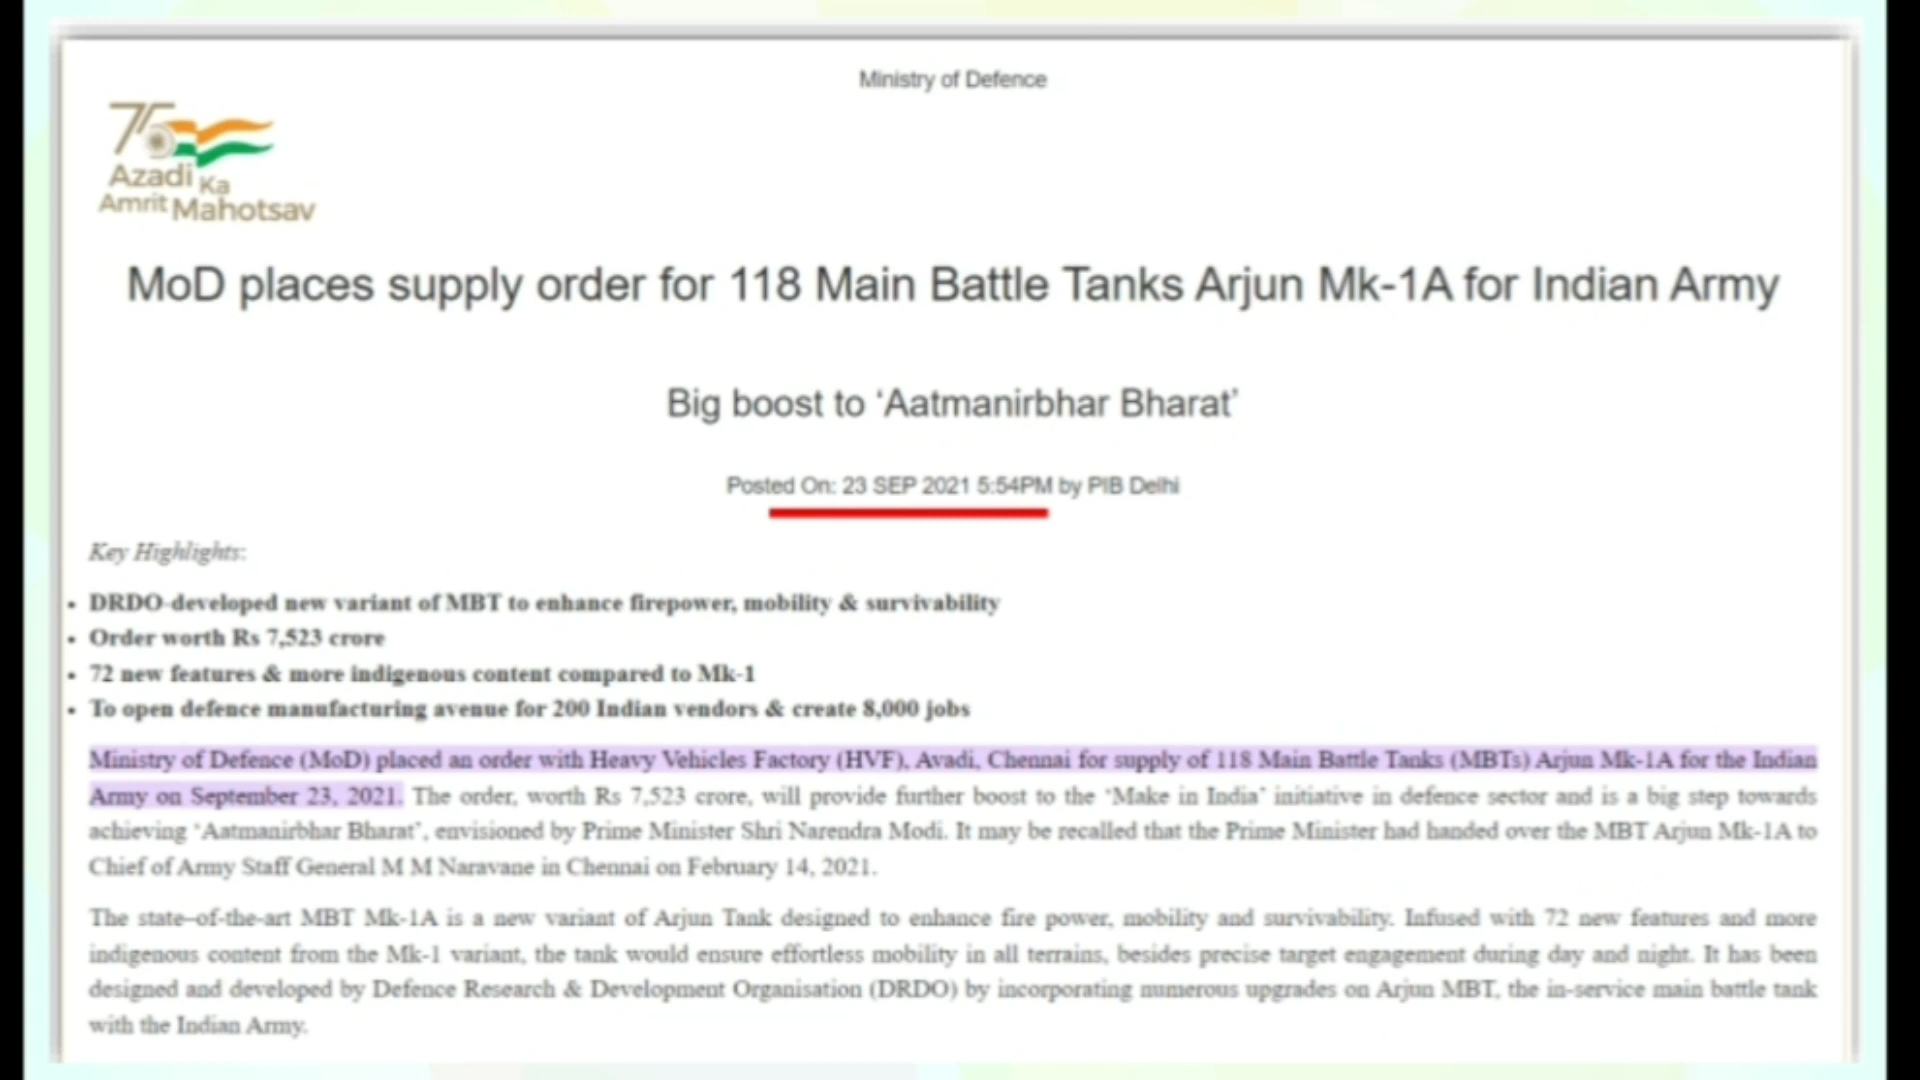 Ministry of Defence
75
Azadi Ka
Amrit Mahotsav
MoD places supply order for 118 Main Battle Tanks Arjun Mk-1A for Indian Army
Big boost to ‘Aatmanirbhar Bharat’
Posted On: 23 SEP 2021 5:54PM by PIB Delhi
Key Highlights:
• DRDO-developed new variant of MBT to enhance firepower, mobility & survivability
• Order worth Rs 7,523 crore
• 72 new features & more indigenous content compared to Mk-1
• To open defence manufacturing avenue for 200 Indian vendors & create 8,000 jobs
Ministry of Defence (MoD) placed an order with Heavy Vehicles Factory (HVF), Avadi, Chennai for supply of 118 Main Battle Tanks (MBTs) Arjun Mk-1A for the Indian
Army on September 23, 2021. The order, worth Rs 7,523 crore, will provide further boost to the ‘Make in India’ initiative in defence sector and is a big step towards
achieving ‘Aatmanirbhar Bharat’, envisioned by Prime Minister Shri Narendra Modi. It may be recalled that the Prime Minister had handed over the MBT Arjun Mk-1A to
Chief of Army Staff General M M Naravane in Chennai on February 14, 2021.
The state–of-the-art MBT Mk-1A is a new variant of Arjun Tank designed to enhance fire power, mobility and survivability. Infused with 72 new features and more
indigenous content from the Mk-1 variant, the tank would ensure effortless mobility in all terrains, besides precise target engagement during day and night. It has been
designed and developed by Defence Research & Development Organisation (DRDO) by incorporating numerous upgrades on Arjun MBT, the in-service main battle tank
with the Indian Army.